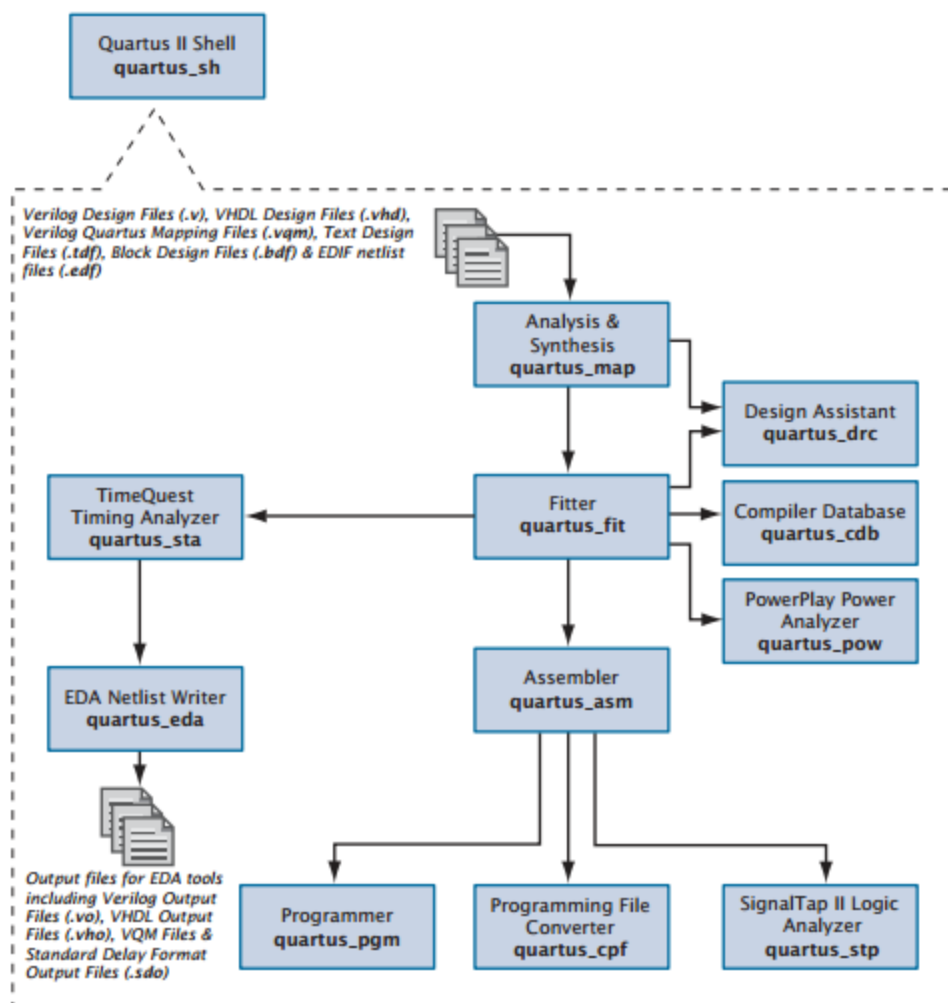 Quartus II Shell
quartus_sh
Verilog Design Files (.v), VHDL Design Files (.vhd),
Verilog Quartus Mapping Files (.vqm), Text Design
Files (.tdf), Block Design Files (.bdf) & EDIF netlist
files (.edf)
Analysis &
Synthesis
quartus_map
Design Assistant
quartus_drc
TimeQuest
Timing Analyzer
quartus_sta
Fitter
quartus_fit
Compiler Database
quartus_cdb
PowerPlay Power
Analyzer
quartus_pow
EDA Netlist Writer
quartus_eda
Assembler
quartus_asm
Output files for EDA tools
including Verilog Output
Files (.vo), VHDL Output
Files (.vho), VQM Files &
Standard Delay Format
Output Files (.sdo)
Programmer
quartus_pgm
Programming File
Converter
quartus_cpf
SignalTap II Logic
Analyzer
quartus_stp